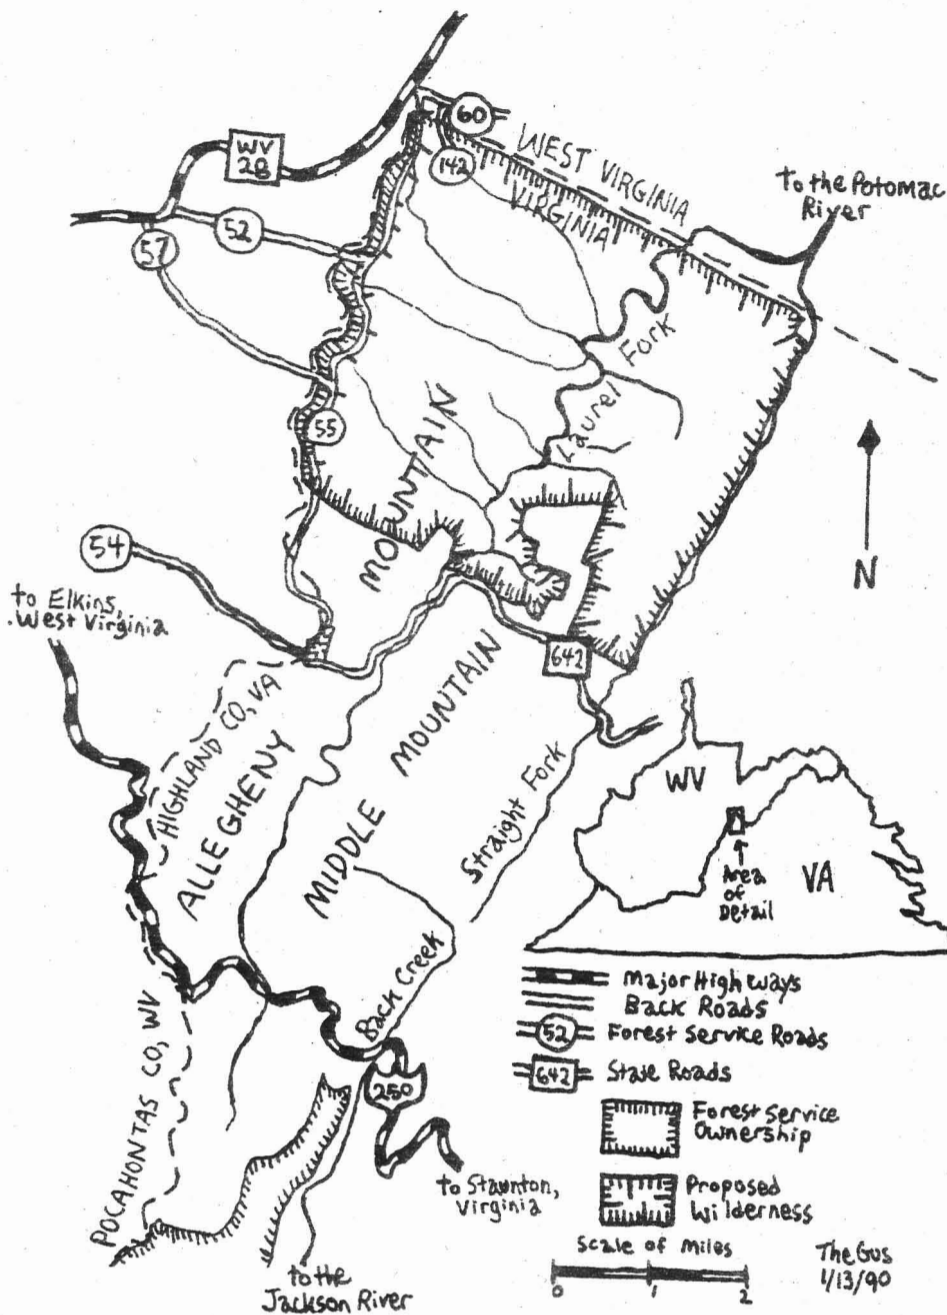 60
WV
28
142
WEST VIRGINIA
VIRGINIA
to the Potomac
River
52
57
Laurel Fork
55
MOUNTAIN
54
N
to Elkins,
West Virginia
642
HIGHLAND CO, VA
ALLEGHENY
MIDDLE MOUNTAIN
Straight Fork
WV
VA
Area
of
Detail
Back Creek
POCAHONTAS CO, WV
250
to Staunton,
Virginia
to the
Jackson River
Major Highways
Back Roads
52 Forest Service Roads
642 State Roads
Forest Service
Ownership
Proposed
Wilderness
Scale of Miles
0 1 2
The Gus
1/13/90